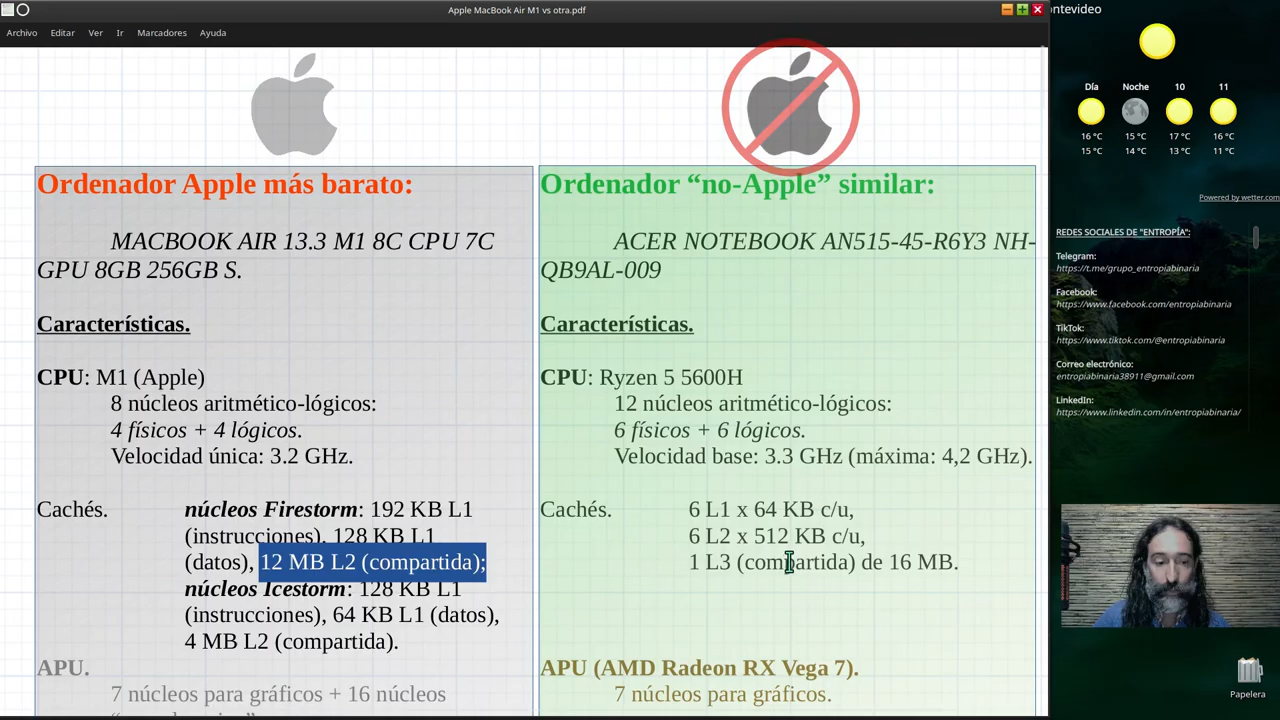 Apple MacBook Air M1 vs otra.pdf
ontevideo
Archivo Editar Ver Ir Marcadores Ayuda
Día Noche 10 11
16 °C 15 °C 17 °C 16 °C
15 °C 14 °C 13 °C 11 °C
Powered by wetter.com
REDES SOCIALES DE "ENTROPÍA":
Telegram:
https://t.me/grupo_entropiabinaria
Facebook:
https://www.facebook.com/entropiabinaria
TikTok:
https://www.tiktok.com/@entropiabinaria
Correo electrónico:
entropiabinaria38911@gmail.com
LinkedIn:
https://www.linkedin.com/in/entropiabinaria/
Papelera
Ordenador Apple más barato:
MACBOOK AIR 13.3 M1 8C CPU 7C
GPU 8GB 256GB S.
Características.
CPU: M1 (Apple)
8 núcleos aritmético-lógicos:
4 físicos + 4 lógicos.
Velocidad única: 3.2 GHz.
Cachés. núcleos Firestorm: 192 KB L1
(instrucciones), 128 KB L1
(datos), 12 MB L2 (compartida);
núcleos Icestorm: 128 KB L1
(instrucciones), 64 KB L1 (datos),
4 MB L2 (compartida).
APU.
7 núcleos para gráficos + 16 núcleos
Ordenador “no-Apple” similar:
ACER NOTEBOOK AN515-45-R6Y3 NH-
QB9AL-009
Características.
CPU: Ryzen 5 5600H
12 núcleos aritmético-lógicos:
6 físicos + 6 lógicos.
Velocidad base: 3.3 GHz (máxima: 4,2 GHz).
Cachés. 6 L1 x 64 KB c/u,
6 L2 x 512 KB c/u,
1 L3 (compartida) de 16 MB.
APU (AMD Radeon RX Vega 7).
7 núcleos para gráficos.